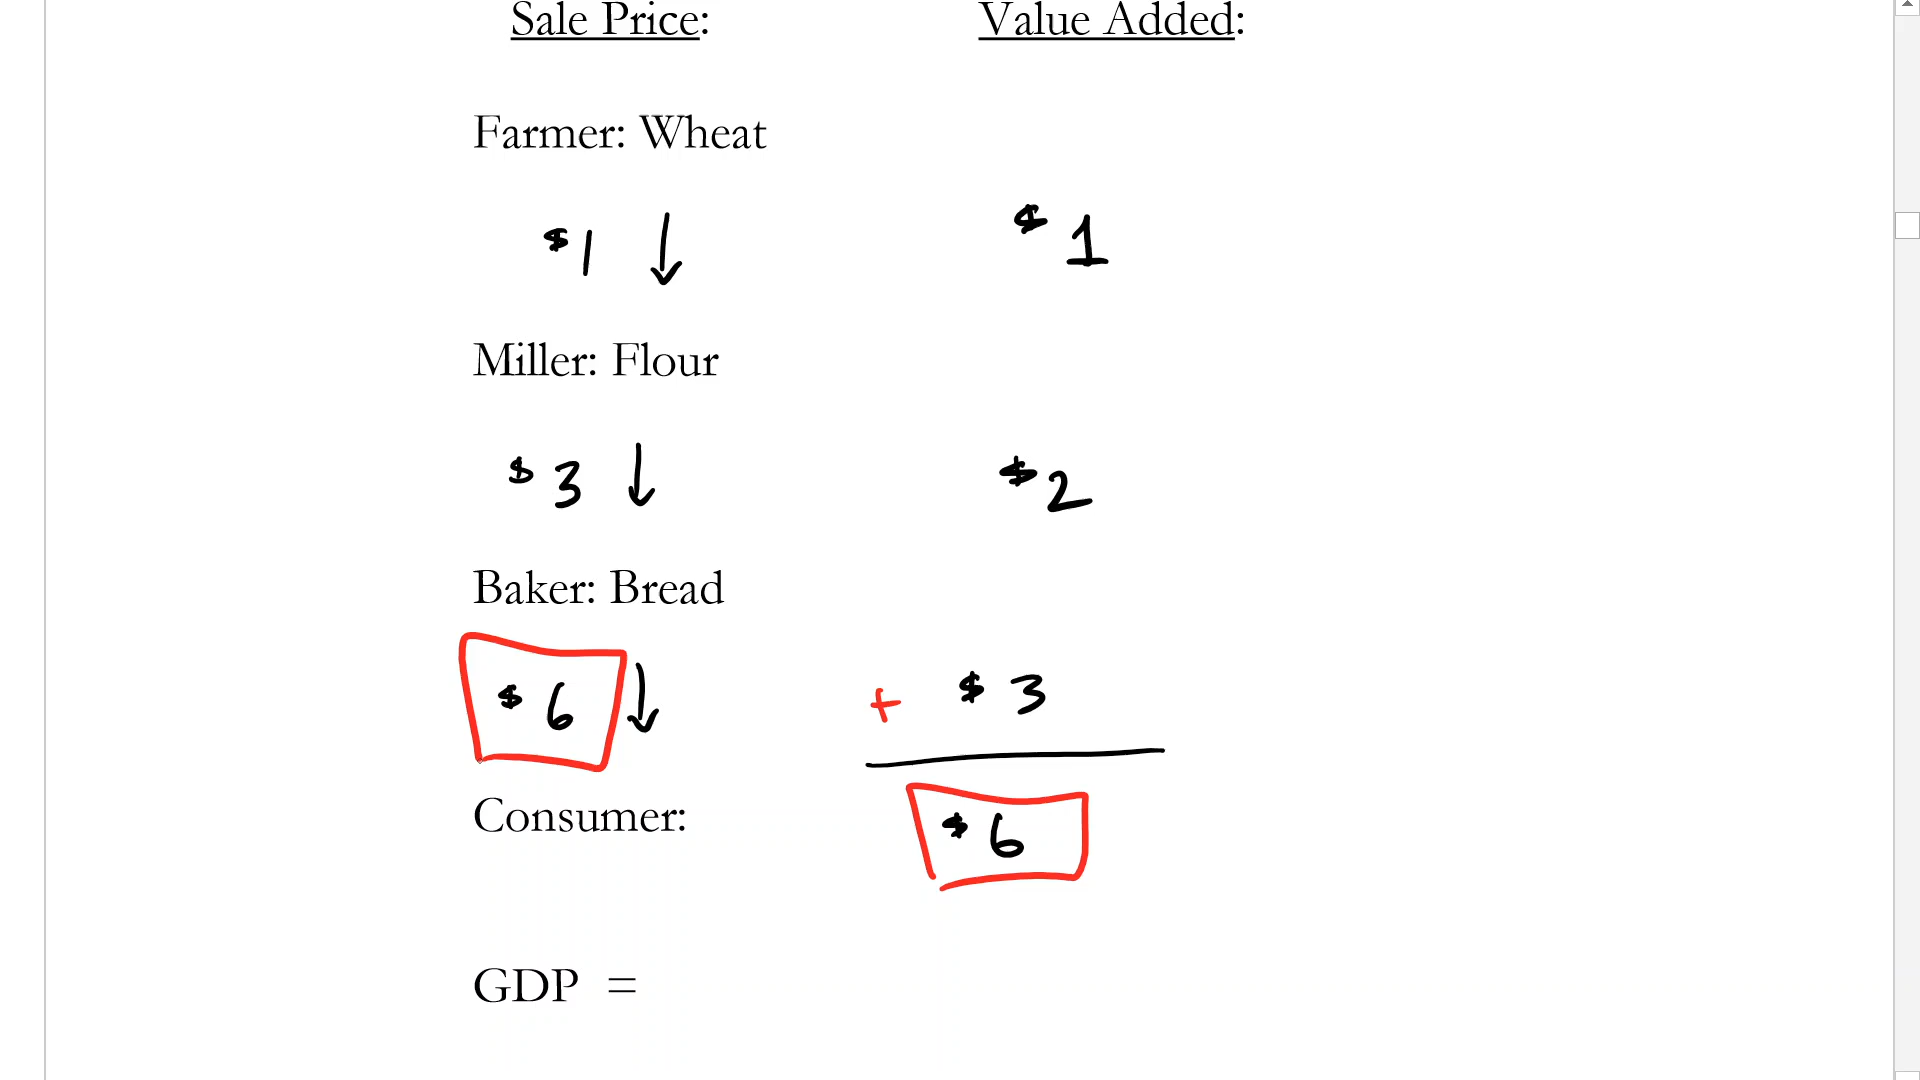 Sale Price: Value Added:
Farmer: Wheat
$1 $1
Miller: Flour
$3 $2
Baker: Bread
$6 + $3
Consumer: $6
GDP =